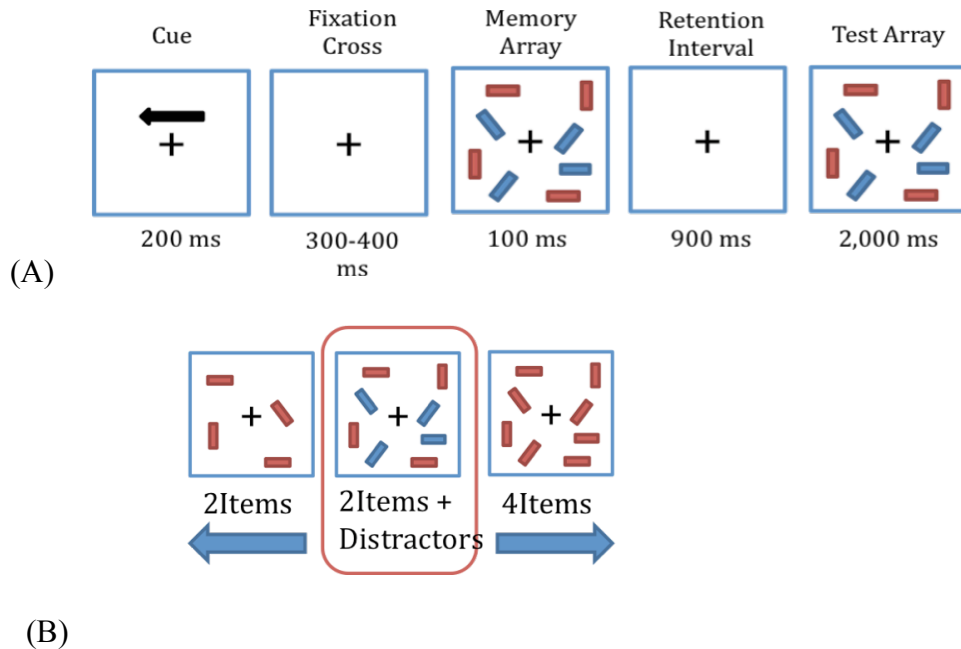 Cue
Fixation
Cross
Memory
Array
Retention
Interval
Test Array
200 ms
300-400
ms
100 ms
900 ms
2,000 ms
(A)
2Items
2Items +
Distractors
4Items
(B)